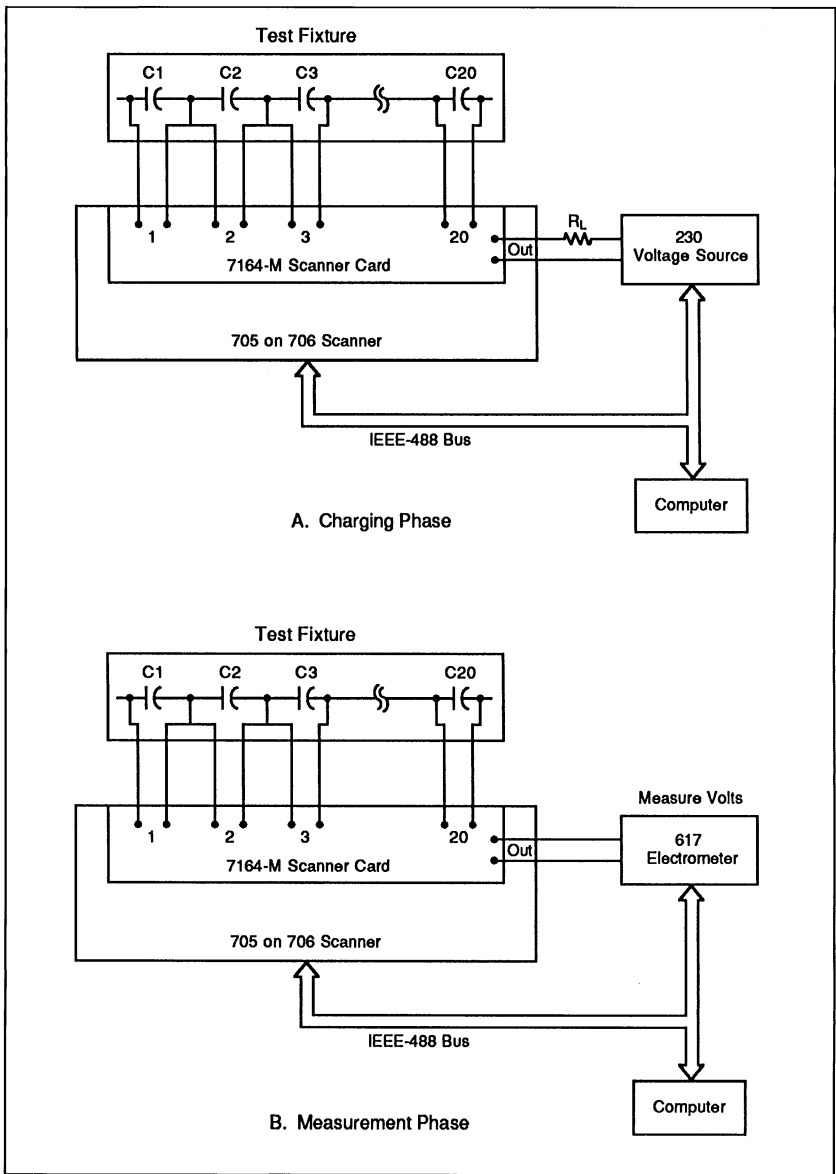 Test Fixture
C1 C2 C3 C20
1 2 3 20
Out
7164-M Scanner Card
RL
230
Voltage Source
705 on 706 Scanner
IEEE-488 Bus
Computer
A. Charging Phase
Test Fixture
C1 C2 C3 C20
Measure Volts
1 2 3 20
Out
7164-M Scanner Card
617
Electrometer
705 on 706 Scanner
IEEE-488 Bus
Computer
B. Measurement Phase